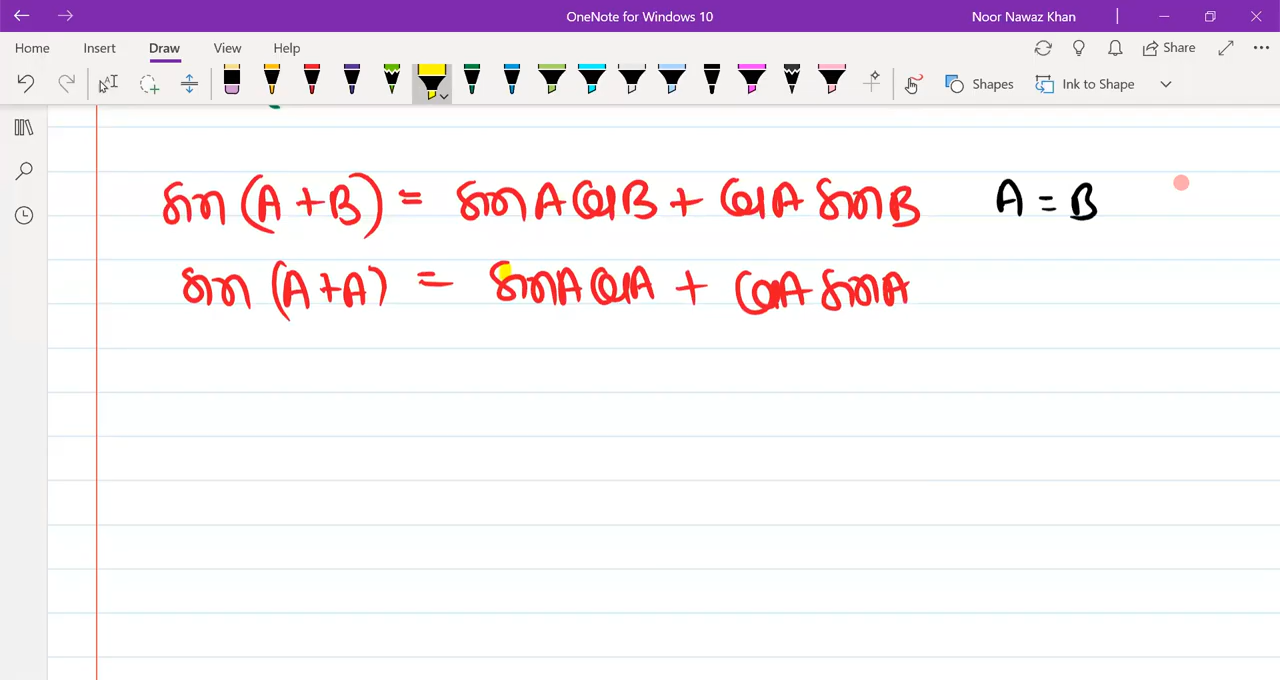 OneNote for Windows 10
Noor Nawaz Khan
Home Insert Draw View Help
Share
Shapes
Ink to Shape
sin (A + B) = sin A cos B + cos A sin B A = B
sin (A + A) = sin A cos A + cos A sin A